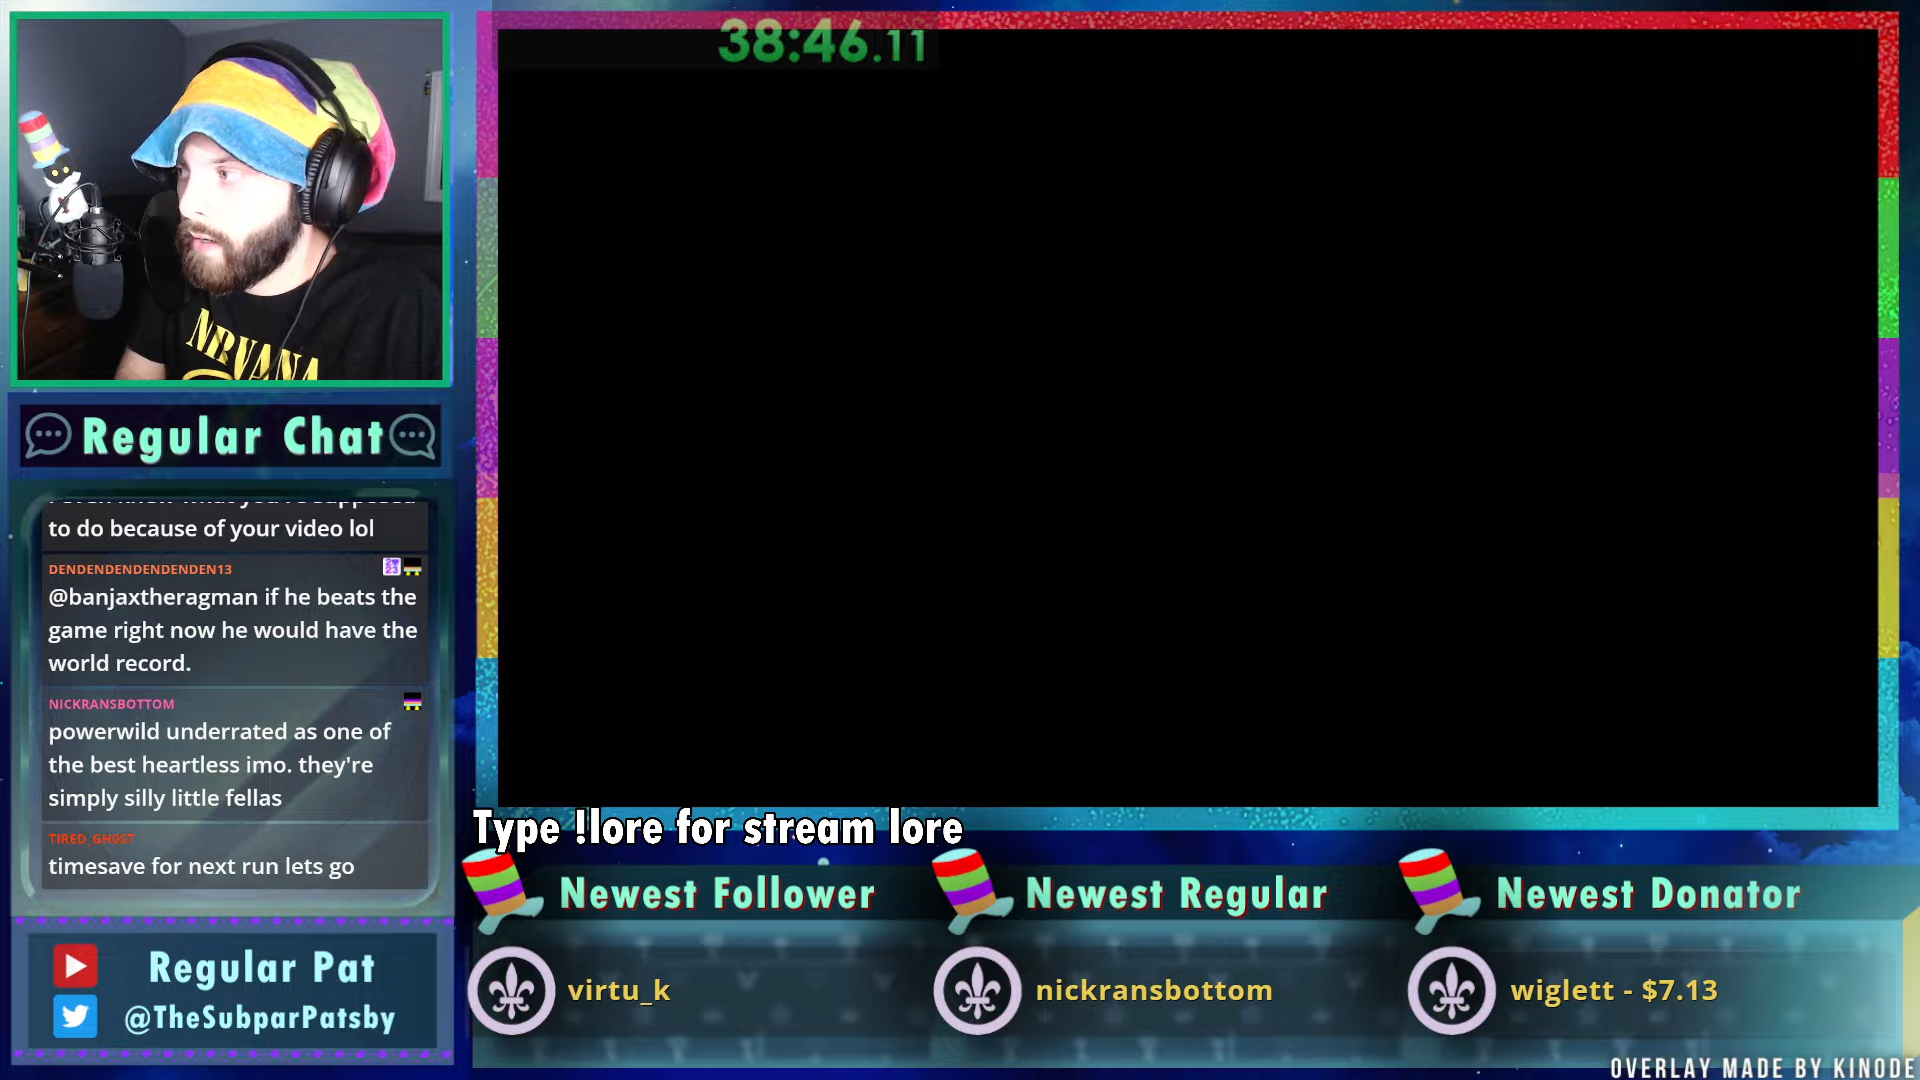 38:46.11
NIRVANA
Regular Chat
to do because of your video lol
DENDENDENDENDENDEN13
@banjaxtheragman if he beats the
game right now he would have the
world record.
NICKRANSBOTTOM
powerwild underrated as one of
the best heartless imo. they're
simply silly little fellas
TIRED_GH0ST
timesave for next run lets go
Regular Pat
@TheSubparPatsby
Type !lore for stream lore
Newest Follower
virtu_k
Newest Regular
nickransbottom
Newest Donator
wiglett - $7.13
OVERLAY MADE BY KINODE